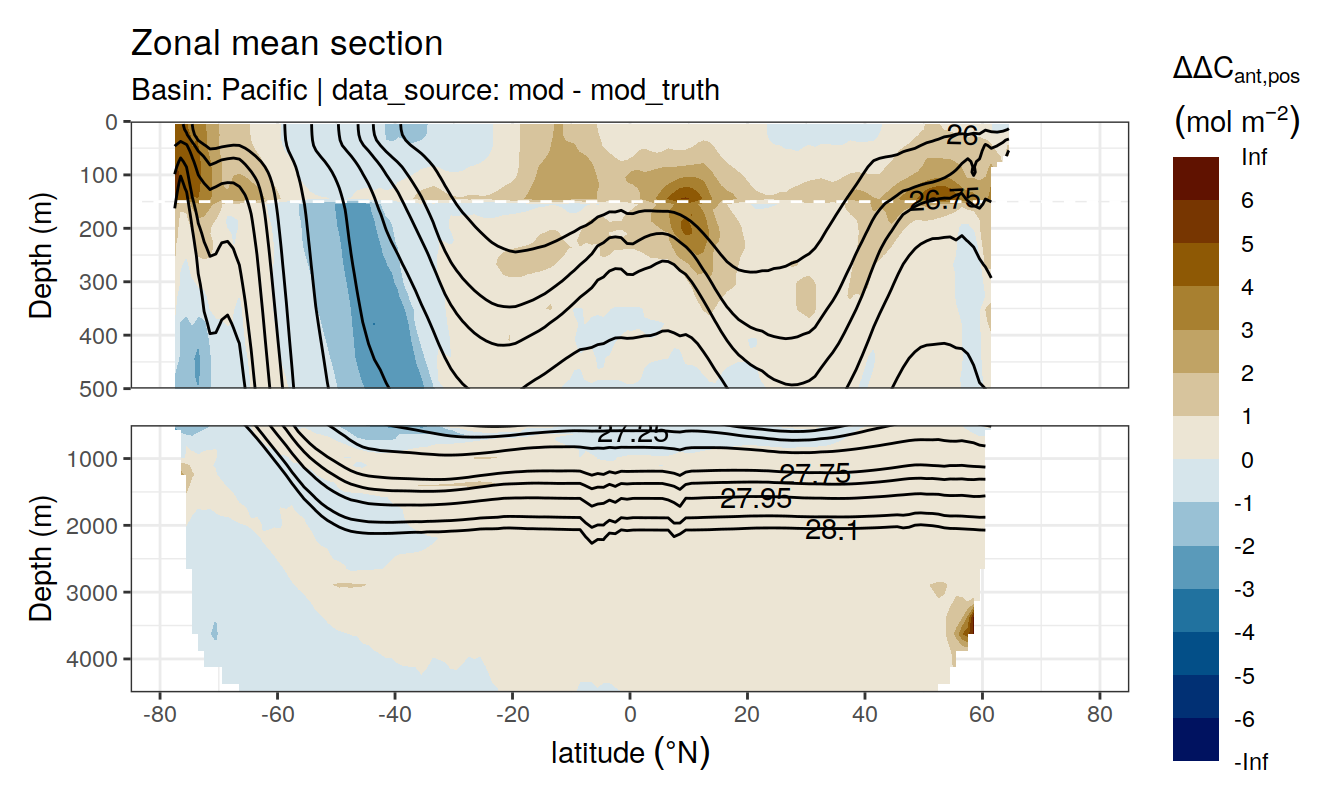 Zonal mean section
Basin: Pacific | data_source: mod - mod_truth
ΔΔC_ant,pos
(mol m⁻²)
Inf
6
5
4
3
2
1
0
-1
-2
-3
-4
-5
-6
-Inf
Depth (m)
0
100
200
300
400
500
26
26.75
Depth (m)
1000
2000
3000
4000
27.25
27.75
27.95
28.1
-80 -60 -40 -20 0 20 40 60 80
latitude (°N)